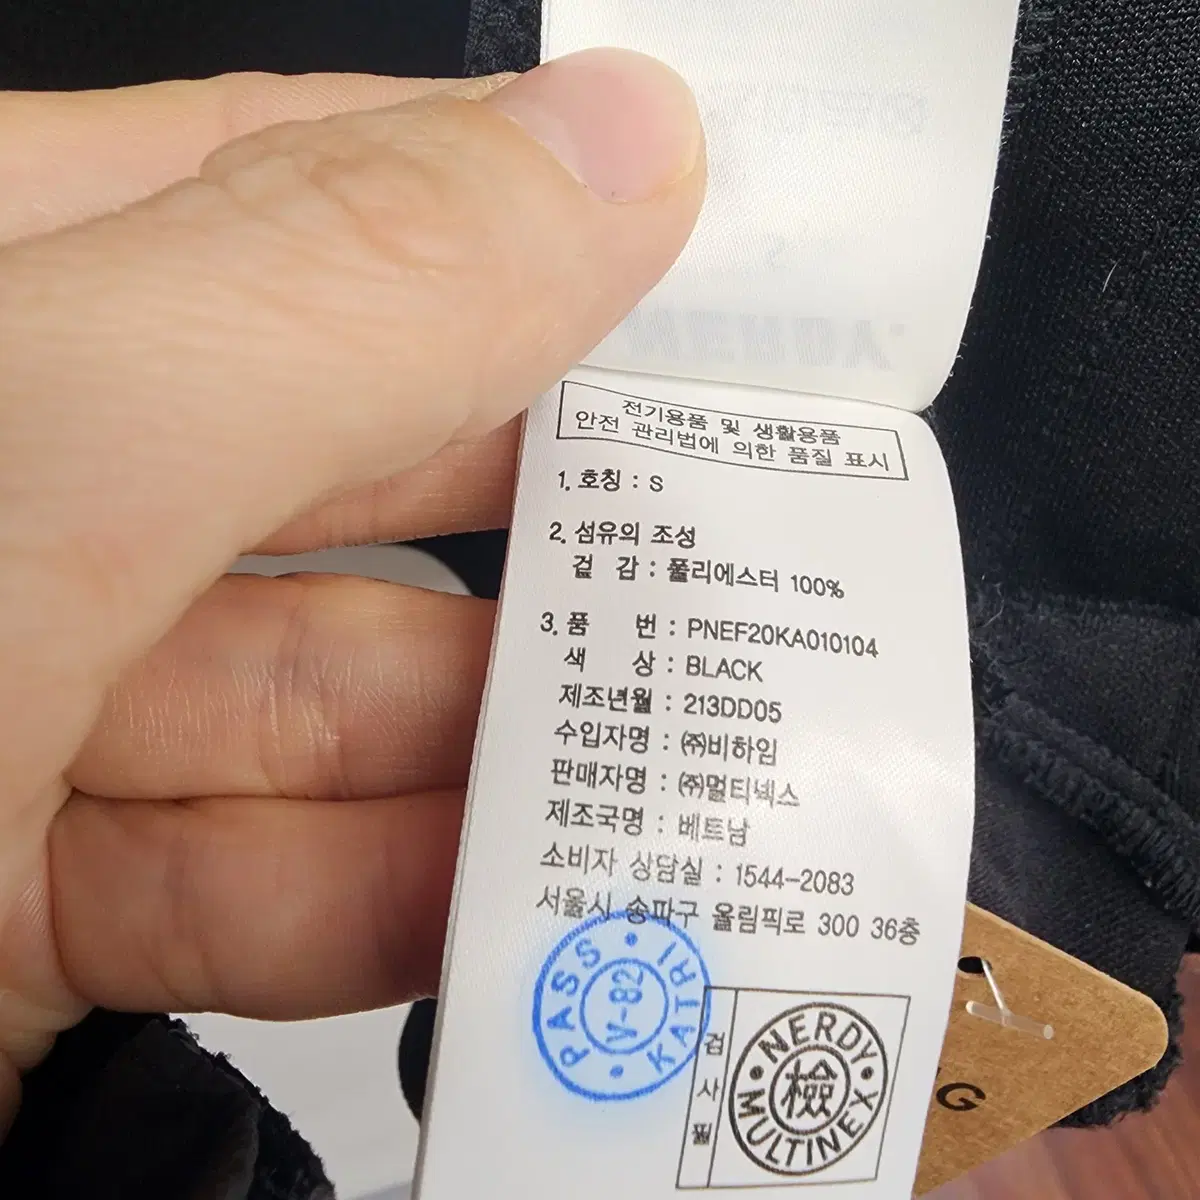 전기용품 및 생활용품
안전 관리법에 의한 품질 표시
1. 호칭 : S
2. 섬유의 조성
겉 감 : 폴리에스터 100%
3. 품 번 : PNEF20KA010104
색 상 : BLACK
제조년월 : 213DD05
수입자명 : ㈜비하임
판매자명 : ㈜멀티넥스
제조국명 : 베트남
소비자 상담실 : 1544-2083
서울시 송파구 올림픽로 300 36층
PASS
V-82
KATRI
검사필
NERDY
檢
MULTINEX